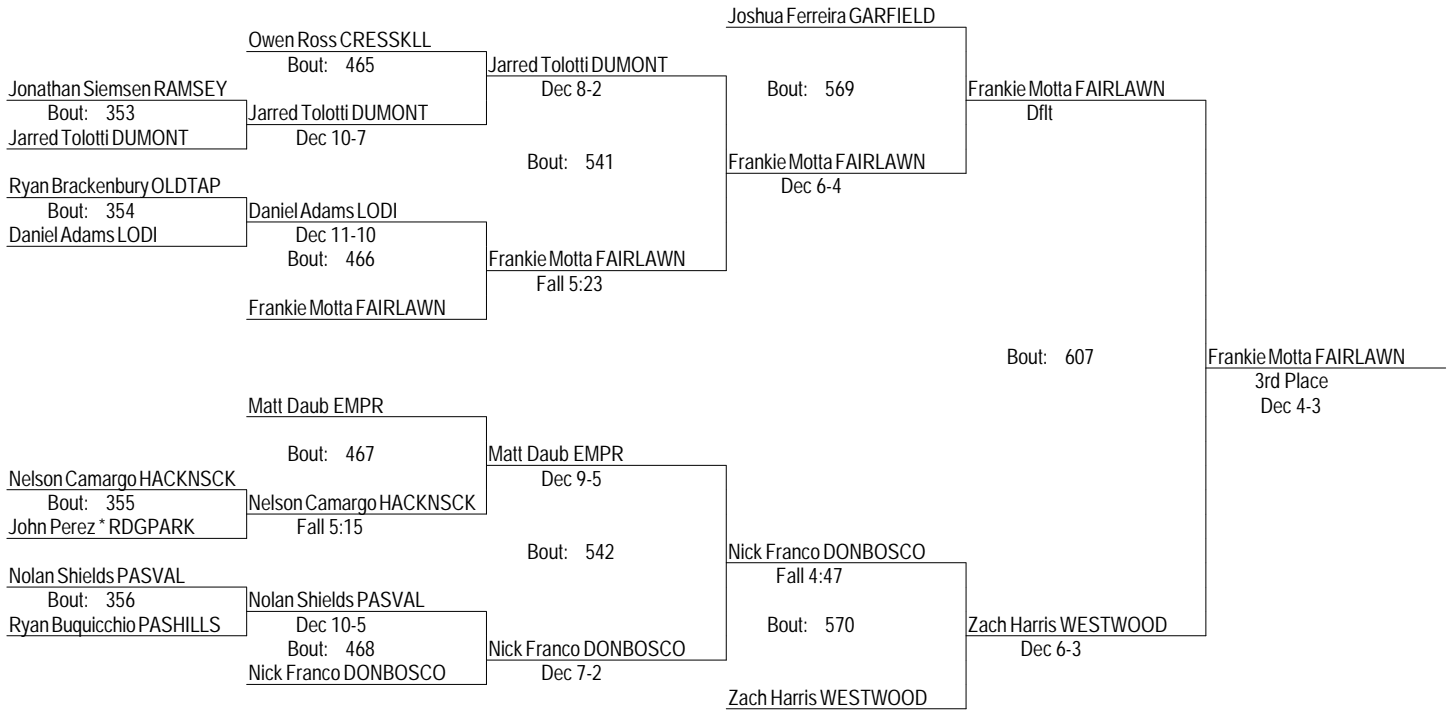 Joshua Ferreira GARFIELD
Owen Ross CRESSKLL
Bout: 465
Jarred Tolotti DUMONT
Dec 8-2
Jonathan Siemsen RAMSEY
Bout: 353
Jarred Tolotti DUMONT
Jarred Tolotti DUMONT
Dec 10-7
Bout: 569
Frankie Motta FAIRLAWN
Dflt
Bout: 541
Frankie Motta FAIRLAWN
Dec 6-4
Ryan Brackenbury OLDTAP
Bout: 354
Daniel Adams LODI
Daniel Adams LODI
Dec 11-10
Bout: 466
Frankie Motta FAIRLAWN
Frankie Motta FAIRLAWN
Fall 5:23
Bout: 607
Frankie Motta FAIRLAWN
3rd Place
Dec 4-3
Matt Daub EMPR
Bout: 467
Matt Daub EMPR
Dec 9-5
Nelson Camargo HACKNSCK
Bout: 355
John Perez * RDGPARK
Nelson Camargo HACKNSCK
Fall 5:15
Bout: 542
Nick Franco DONBOSCO
Fall 4:47
Nolan Shields PASVAL
Bout: 356
Ryan Buquicchio PASHILLS
Nolan Shields PASVAL
Dec 10-5
Bout: 468
Nick Franco DONBOSCO
Nick Franco DONBOSCO
Dec 7-2
Bout: 570
Zach Harris WESTWOOD
Dec 6-3
Zach Harris WESTWOOD